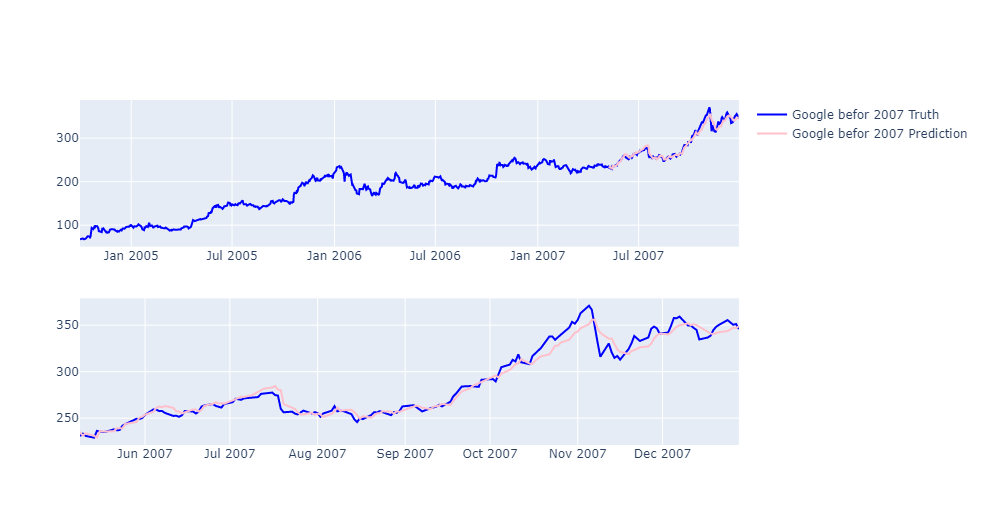 300
200
100
Jan 2005 Jul 2005 Jan 2006 Jul 2006 Jan 2007 Jul 2007
Google befor 2007 Truth
Google befor 2007 Prediction
350
300
250
Jun 2007 Jul 2007 Aug 2007 Sep 2007 Oct 2007 Nov 2007 Dec 2007